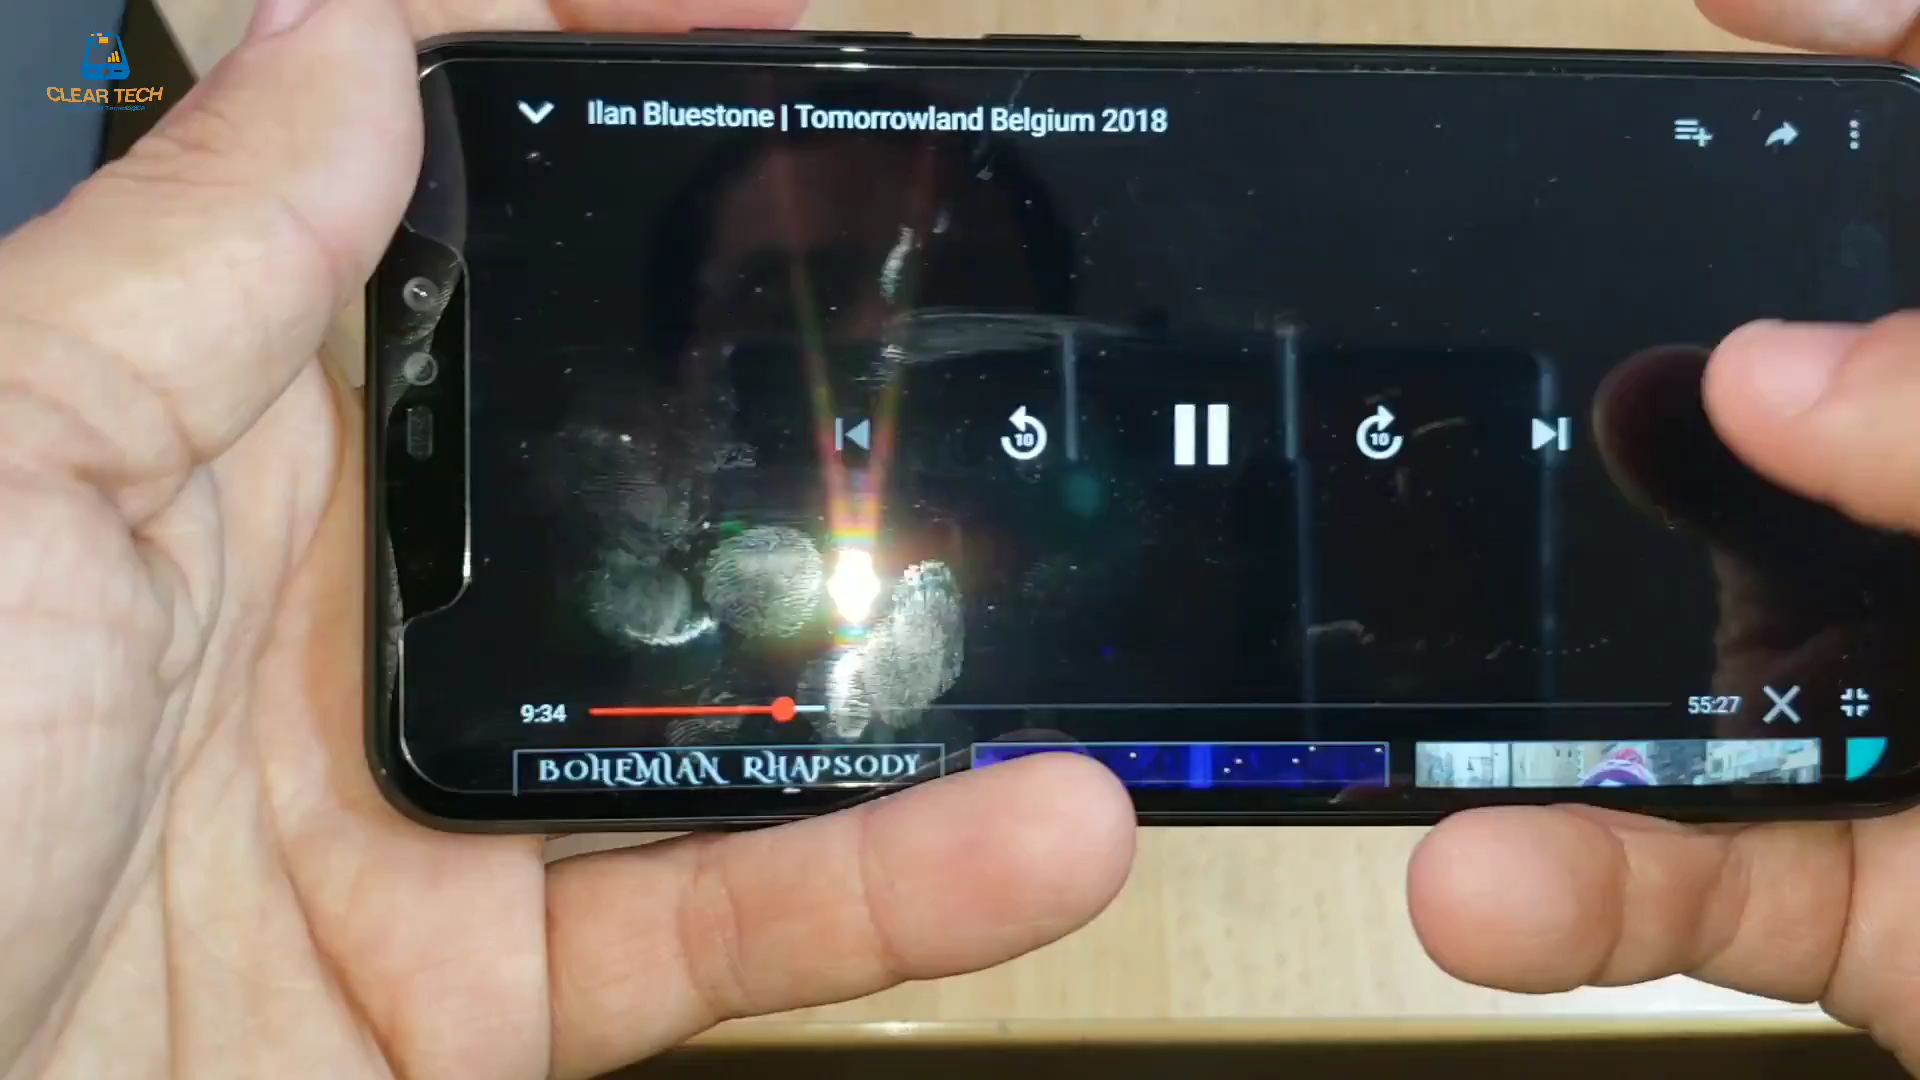 CLEAR TECH
Ilan Bluestone | Tomorrowland Belgium 2018
10
10
9:34
55:27
BOHEMIAN RHAPSODY